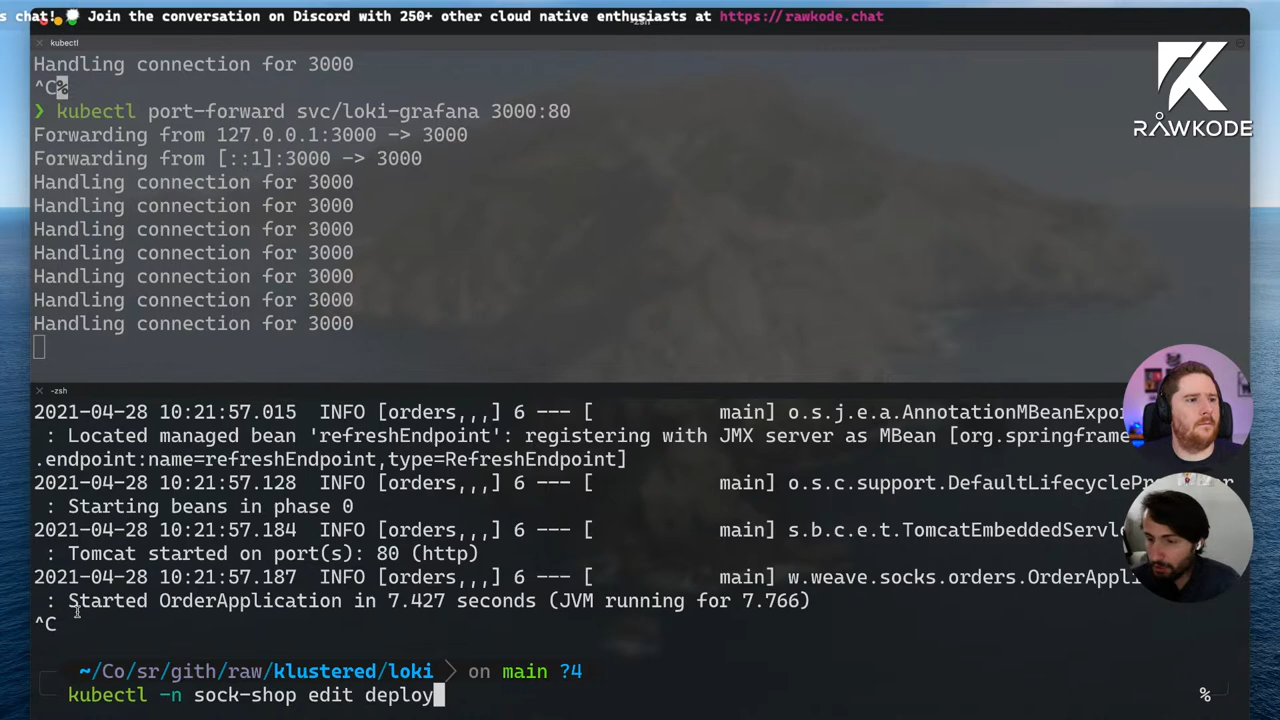 s chat! Join the conversation on Discord with 250+ other cloud native enthusiasts at https://rawkode.chat
-zsh
kubectl
Handling connection for 3000
^C%
❯ kubectl port-forward svc/loki-grafana 3000:80
Forwarding from 127.0.0.1:3000 -> 3000
Forwarding from [::1]:3000 -> 3000
Handling connection for 3000
Handling connection for 3000
Handling connection for 3000
Handling connection for 3000
Handling connection for 3000
Handling connection for 3000
Handling connection for 3000
RAWKODE
-zsh
2021-04-28 10:21:57.015 INFO [orders,,,] 6 --- [ main] o.s.j.e.a.AnnotationMBeanExpo
: Located managed bean 'refreshEndpoint': registering with JMX server as MBean [org.springframe
.endpoint:name=refreshEndpoint,type=RefreshEndpoint]
2021-04-28 10:21:57.128 INFO [orders,,,] 6 --- [ main] o.s.c.support.DefaultLifecyclePro
: Starting beans in phase 0
2021-04-28 10:21:57.184 INFO [orders,,,] 6 --- [ main] s.b.c.e.t.TomcatEmbeddedServle
: Tomcat started on port(s): 80 (http)
2021-04-28 10:21:57.187 INFO [orders,,,] 6 --- [ main] w.weave.socks.orders.OrderAppli
: Started OrderApplication in 7.427 seconds (JVM running for 7.766)
^C
~/Co/sr/gith/raw/klustered/loki on main ?4
kubectl -n sock-shop edit deploy %